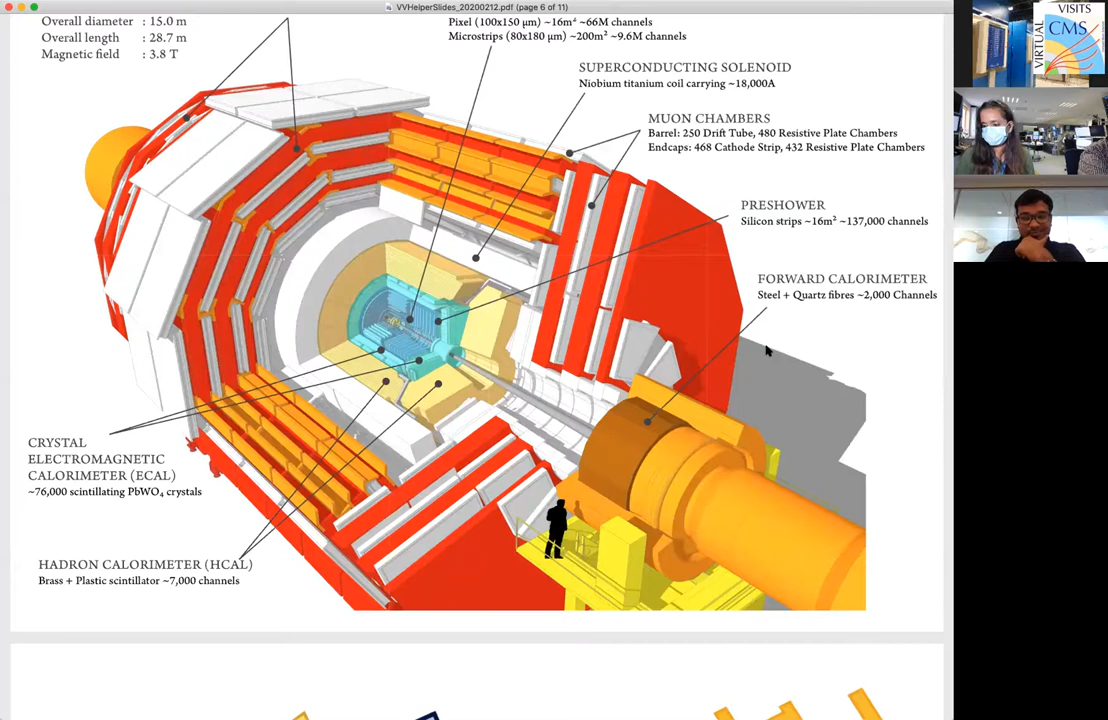 VVHelperSlides_20200212.pdf (page 6 of 11)
Overall diameter : 15.0 m
Overall length : 28.7 m
Magnetic field : 3.8 T
Pixel (100x150 μm) ~16m² ~66M channels
Microstrips (80x180 μm) ~200m² ~9.6M channels
SUPERCONDUCTING SOLENOID
Niobium titanium coil carrying ~18,000A
MUON CHAMBERS
Barrel: 250 Drift Tube, 480 Resistive Plate Chambers
Endcaps: 468 Cathode Strip, 432 Resistive Plate Chambers
PRESHOWER
Silicon strips ~16m² ~137,000 channels
FORWARD CALORIMETER
Steel + Quartz fibres ~2,000 Channels
CRYSTAL
ELECTROMAGNETIC
CALORIMETER (ECAL)
~76,000 scintillating PbWO₄ crystals
HADRON CALORIMETER (HCAL)
Brass + Plastic scintillator ~7,000 channels
VIRTUAL
VISITS
CMS